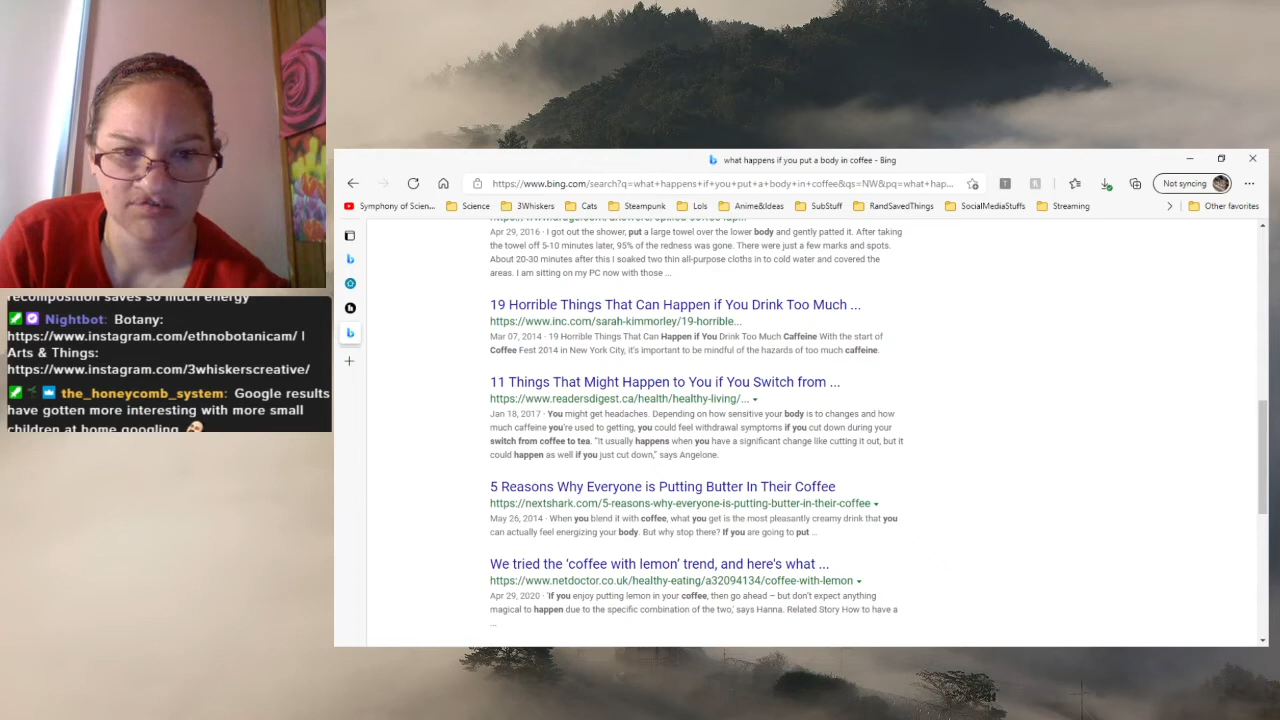 recomposition saves so much energy
Nightbot: Botany:
https://www.instagram.com/ethnobotanicam/ |
Arts & Things:
https://www.instagram.com/3whiskerscreative/
the_honeycomb_system: Google results
have gotten more interesting with more small
children at home googling
what happens if you put a body in coffee - Bing
https://www.bing.com/search?q=what+happens+if+you+put+a+body+in+coffee&qs=NW&pq=what+hap...
Not syncing
Symphony of Scien...
Science
3Whiskers
Cats
Steampunk
Lols
Anime&Ideas
SubStuff
RandSavedThings
SocialMediaStuffs
Streaming
Other favorites
Apr 29, 2016 · I got out the shower, put a large towel over the lower body and gently patted it. After taking
the towel off 5-10 minutes later, 95% of the redness was gone. There were just a few marks and spots.
About 20-30 minutes after this I soaked two thin all-purpose cloths in to cold water and covered the
areas. I am sitting on my PC now with those ...
19 Horrible Things That Can Happen if You Drink Too Much ...
https://www.inc.com/sarah-kimmorley/19-horrible...
Mar 07, 2014 · 19 Horrible Things That Can Happen if You Drink Too Much Caffeine With the start of
Coffee Fest 2014 in New York City, it's important to be mindful of the hazards of too much caffeine.
11 Things That Might Happen to You if You Switch from ...
https://www.readersdigest.ca/health/healthy-living/...
Jan 18, 2017 · You might get headaches. Depending on how sensitive your body is to changes and how
much caffeine you're used to getting, you could feel withdrawal symptoms if you cut down during your
switch from coffee to tea. "It usually happens when you have a significant change like cutting it out, but it
could happen as well if you just cut down," says Angelone.
5 Reasons Why Everyone is Putting Butter In Their Coffee
https://nextshark.com/5-reasons-why-everyone-is-putting-butter-in-their-coffee
May 26, 2014 · When you blend it with coffee, what you get is the most pleasantly creamy drink that you
can actually feel energizing your body. But why stop there? If you are going to put ...
We tried the 'coffee with lemon' trend, and here's what ...
https://www.netdoctor.co.uk/healthy-eating/a32094134/coffee-with-lemon
Apr 29, 2020 · 'If you enjoy putting lemon in your coffee, then go ahead – but don't expect anything
magical to happen due to the specific combination of the two,' says Hanna. Related Story How to have a
...